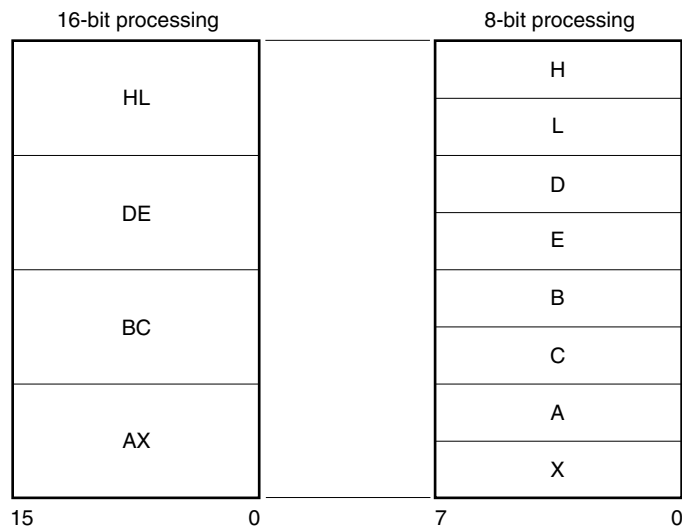 16-bit processing 8-bit processing
HL
H
L
DE
D
E
BC
B
C
AX
A
X
15 0 7 0